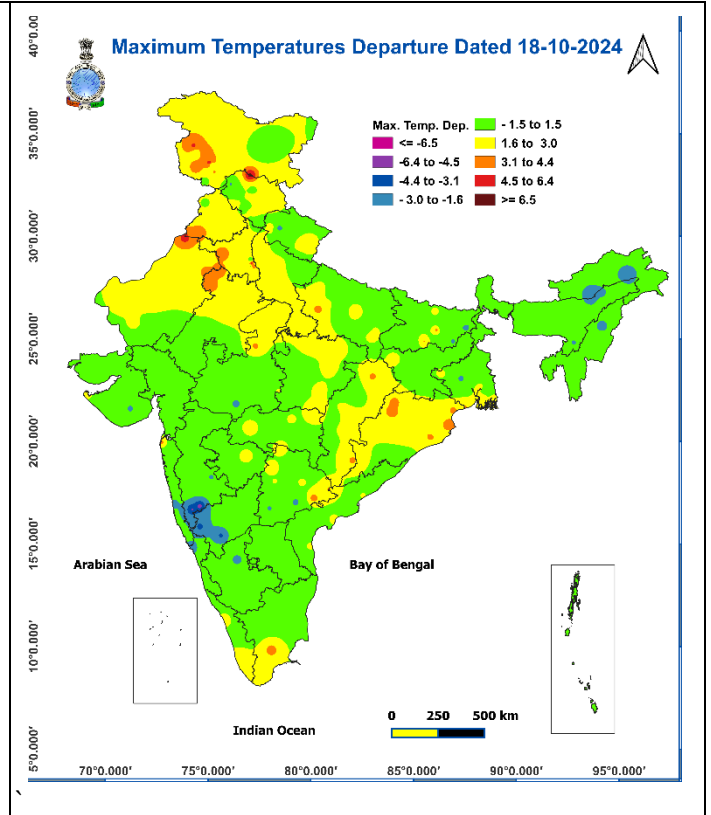 Maximum Temperatures Departure Dated 18-10-2024
Max. Temp. Dep.
<= -6.5
-6.4 to -4.5
-4.4 to -3.1
- 3.0 to -1.6
- 1.5 to 1.5
1.6 to 3.0
3.1 to 4.4
4.5 to 6.4
>= 6.5
40°0.00
35°0.000'
30°0.000'
25°0.000'
20°0.000'
15°0.000'
10°0.000'
5°0.000'
Arabian Sea
Bay of Bengal
Indian Ocean
0 250 500 km
70°0.000' 75°0.000' 80°0.000' 85°0.000' 90°0.000' 95°0.000'
`